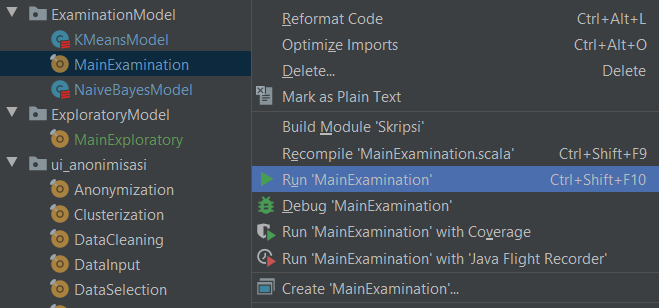 ExaminationModel
KMeansModel
MainExamination
NaiveBayesModel
ExploratoryModel
MainExploratory
ui_anonimisasi
Anonymization
Clusterization
DataCleaning
DataInput
DataSelection
Reformat Code Ctrl+Alt+L
Optimize Imports Ctrl+Alt+O
Delete... Delete
Mark as Plain Text
Build Module 'Skripsi'
Recompile 'MainExamination.scala' Ctrl+Shift+F9
Run 'MainExamination' Ctrl+Shift+F10
Debug 'MainExamination'
Run 'MainExamination' with Coverage
Run 'MainExamination' with 'Java Flight Recorder'
Create 'MainExamination'...